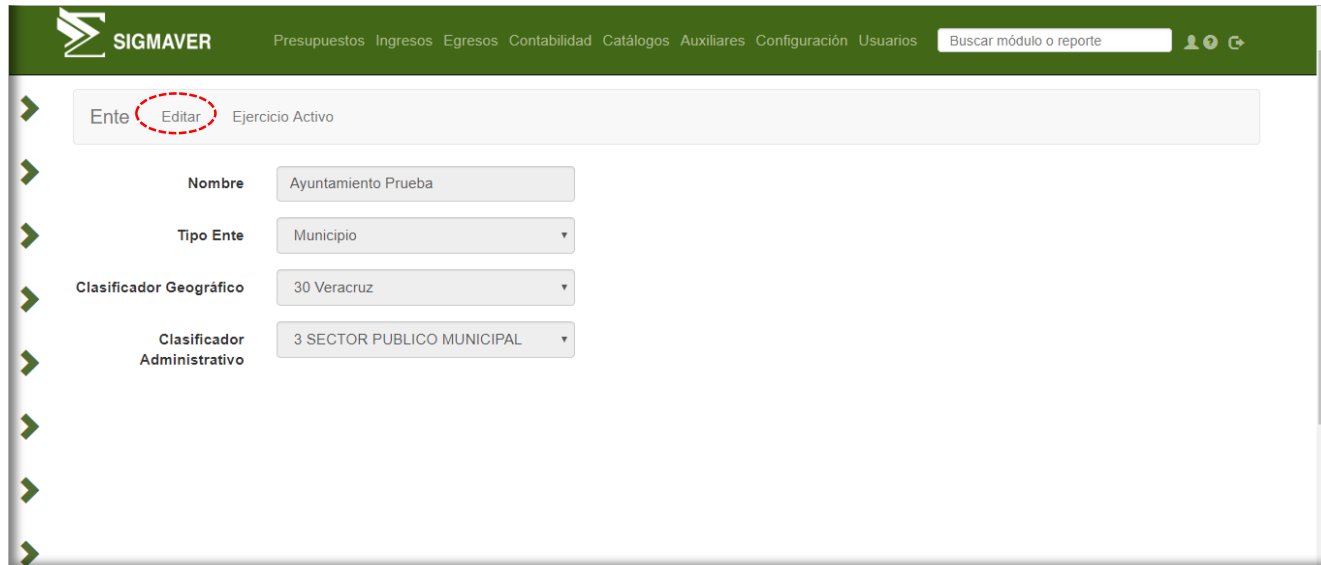 SIGMAVER Presupuestos Ingresos Egresos Contabilidad Catálogos Auxiliares Configuración Usuarios Buscar módulo o reporte
Ente Editar Ejercicio Activo
Nombre Ayuntamiento Prueba
Tipo Ente Municipio
Clasificador Geográfico 30 Veracruz
Clasificador 3 SECTOR PUBLICO MUNICIPAL
Administrativo